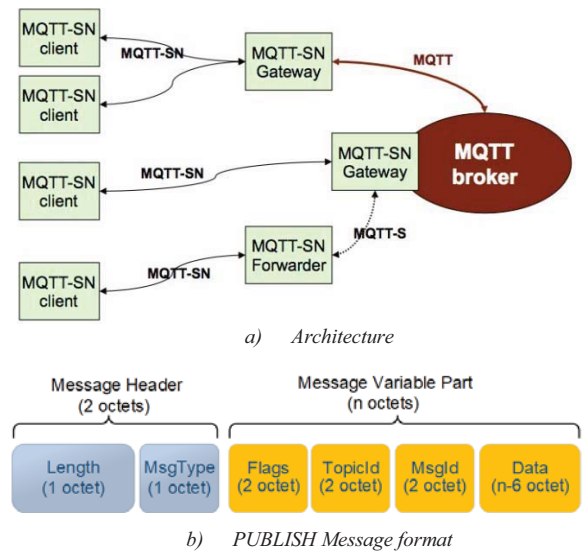 MQTT-SN
client
MQTT-SN
MQTT-SN
Gateway
MQTT
MQTT-SN
client
MQTT-SN
client
MQTT-SN
MQTT-SN
Gateway
MQTT
broker
MQTT-S
MQTT-SN
client
MQTT-SN
MQTT-SN
Forwarder
a) Architecture
Message Header
(2 octets)
Message Variable Part
(n octets)
Length
(1 octet)
MsgType
(1 octet)
Flags
(2 octet)
TopicId
(2 octet)
MsgId
(2 octet)
Data
(n-6 octet)
b) PUBLISH Message format